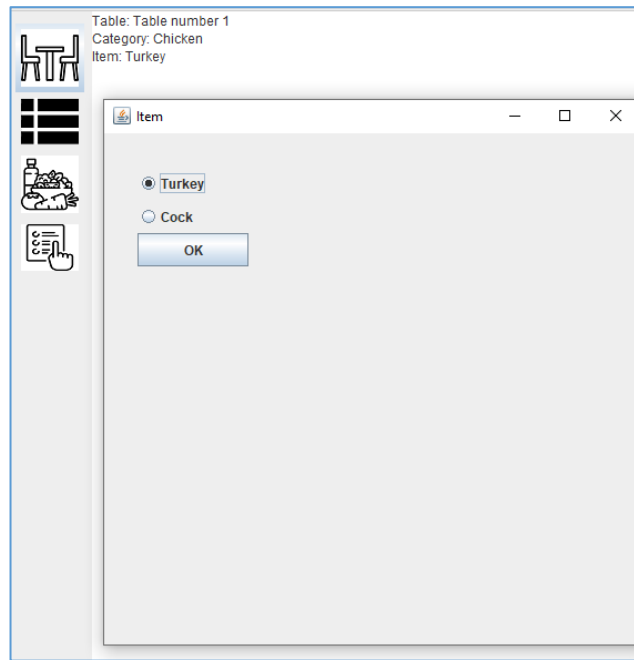 Table: Table number 1
Category: Chicken
Item: Turkey
Item
Turkey
Cock
OK